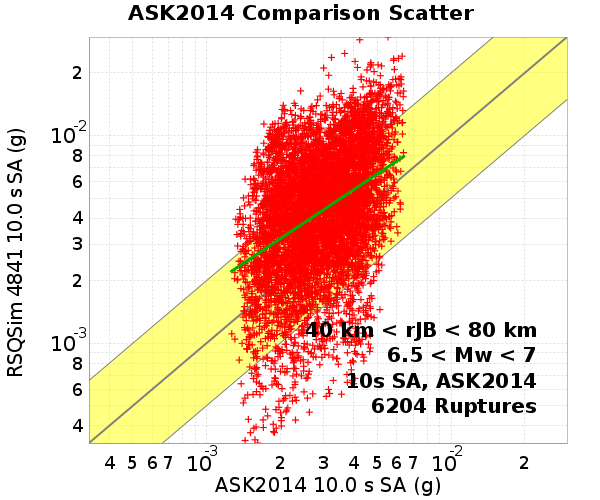 ASK2014 Comparison Scatter
RSQSim 4841 10.0 s SA (g)
2
10-2
8
6
4
3
2
10-3
8
6
4
40 km < rJB < 80 km
6.5 < Mw < 7
10s SA, ASK2014
6204 Ruptures
4 5 6 7 10-3 2 3 4 5 6 7 10-2 2
ASK2014 10.0 s SA (g)